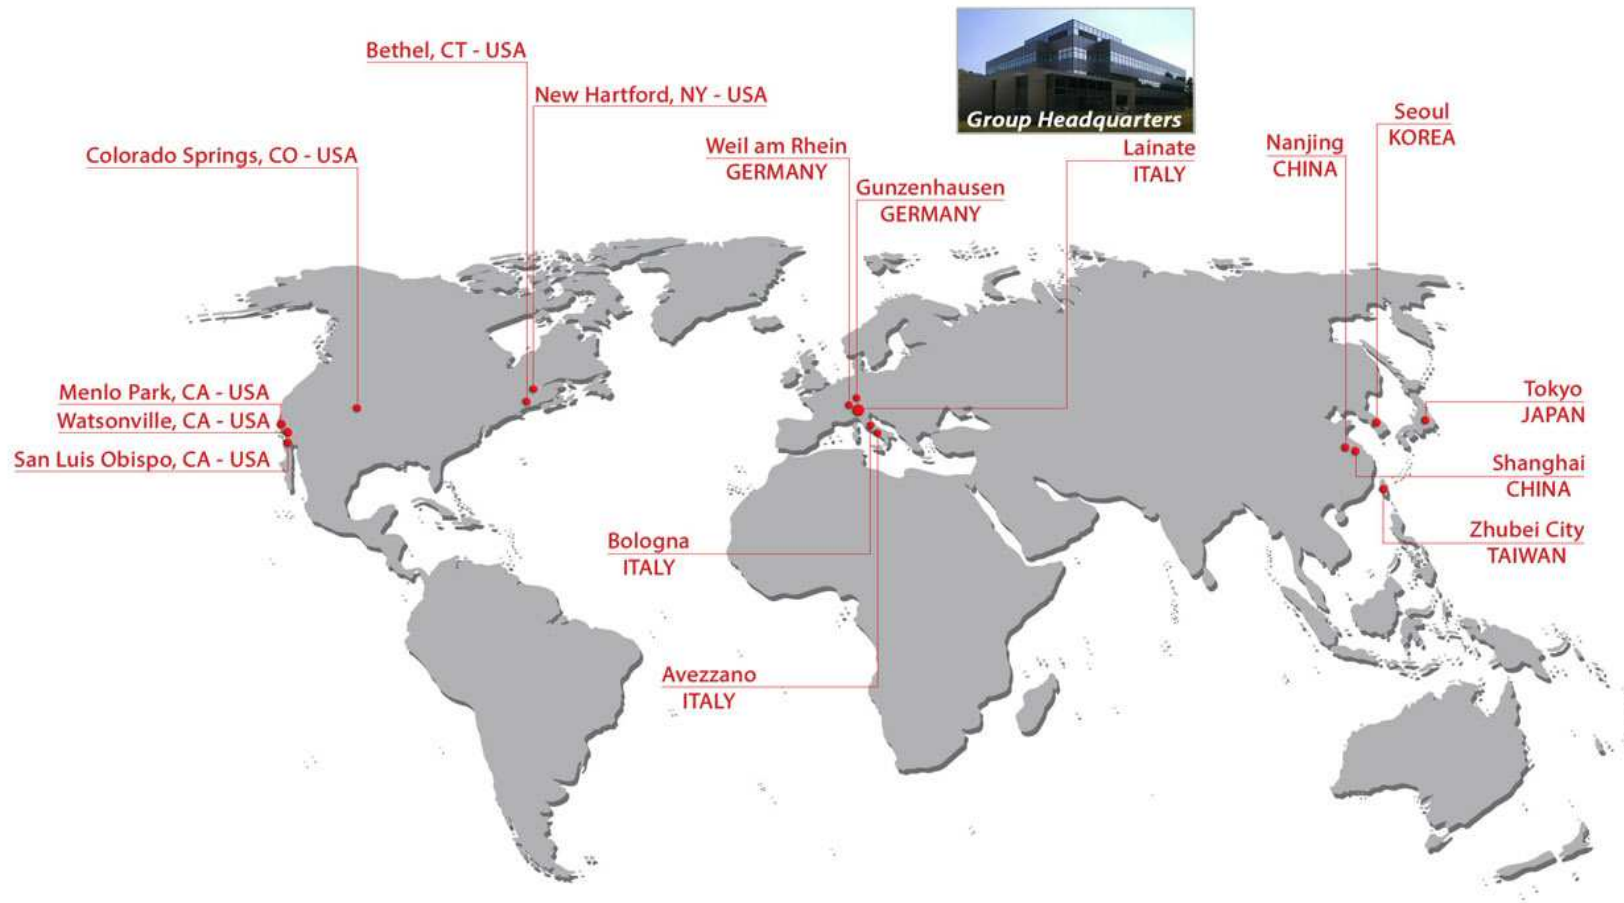 Bethel, CT - USA
New Hartford, NY - USA
Colorado Springs, CO - USA
Group Headquarters
Weil am Rhein
GERMANY
Gunzenhausen
GERMANY
Lainate
ITALY
Nanjing
CHINA
Seoul
KOREA
Menlo Park, CA - USA
Watsonville, CA - USA
San Luis Obispo, CA - USA
Tokyo
JAPAN
Shanghai
CHINA
Zhubei City
TAIWAN
Bologna
ITALY
Avezzano
ITALY